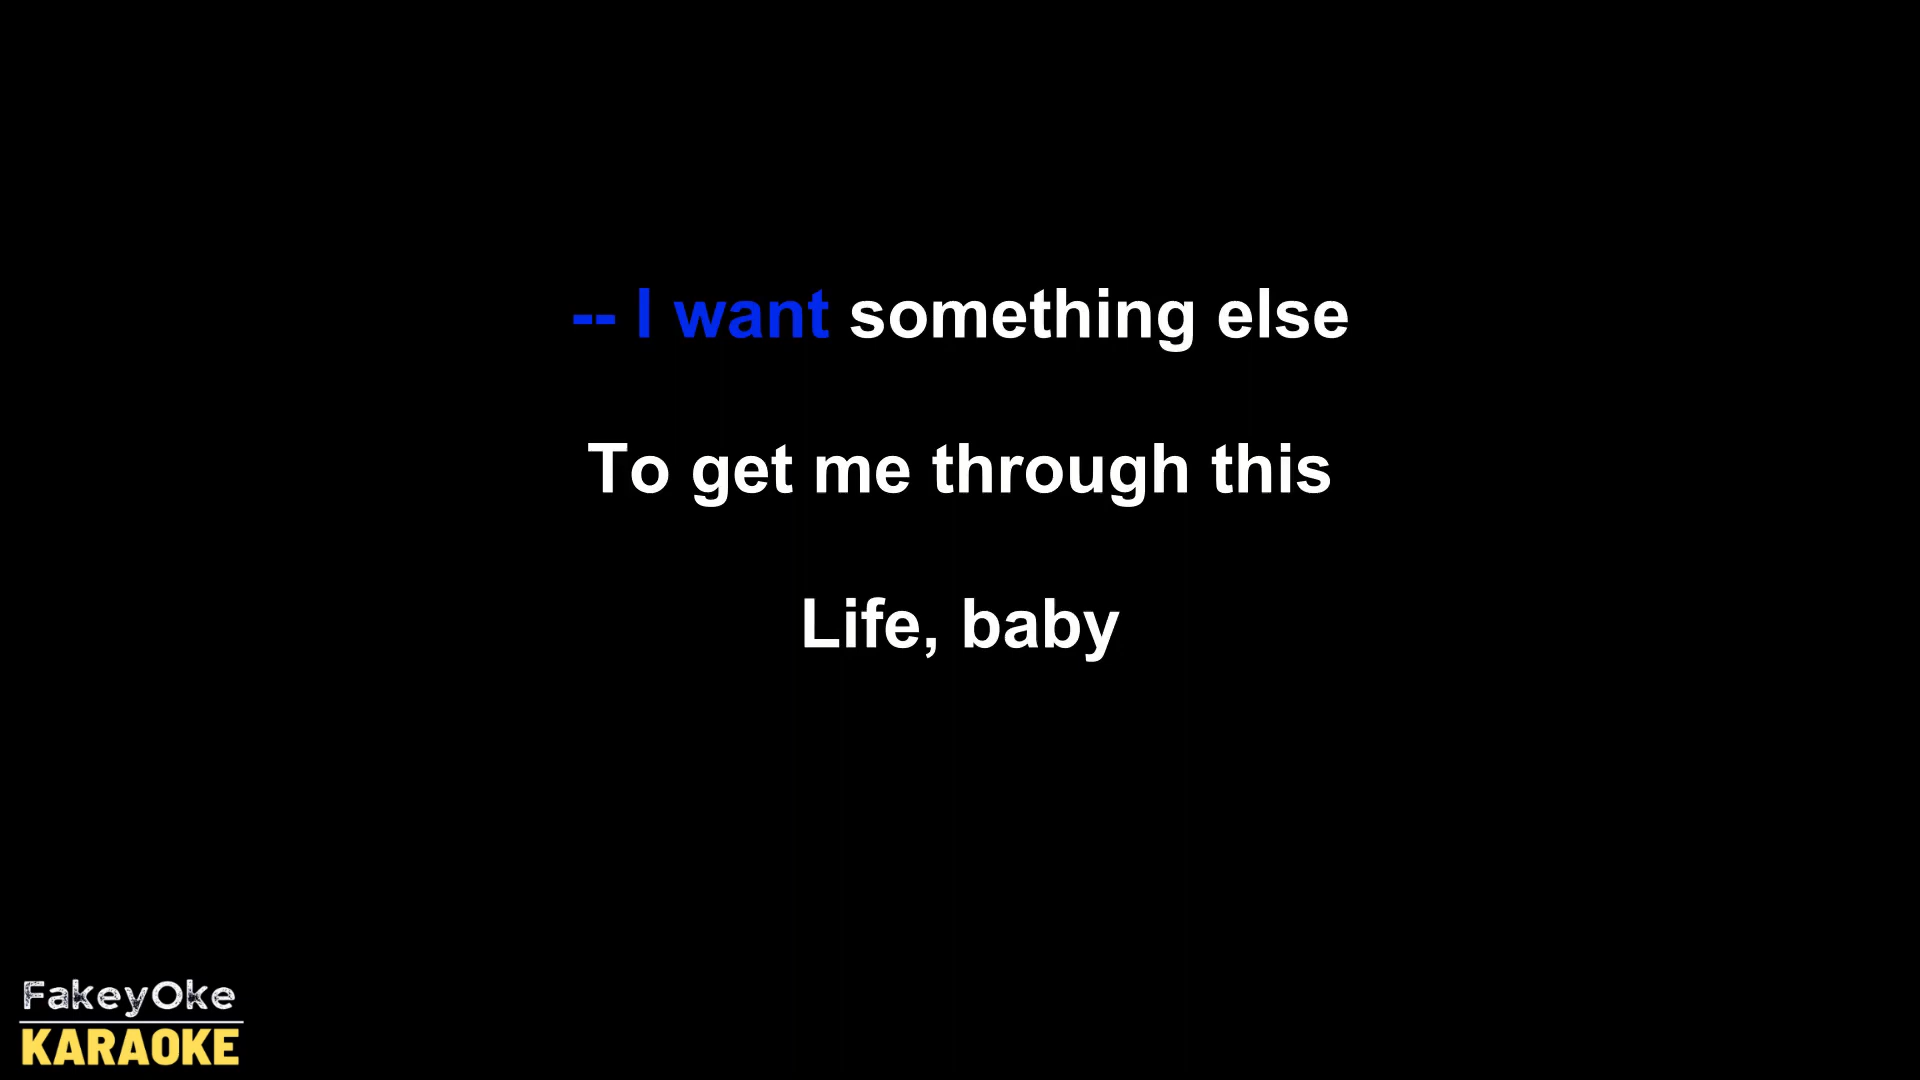 -- I want something else
To get me through this
Life, baby
FakeyOke
KARAOKE